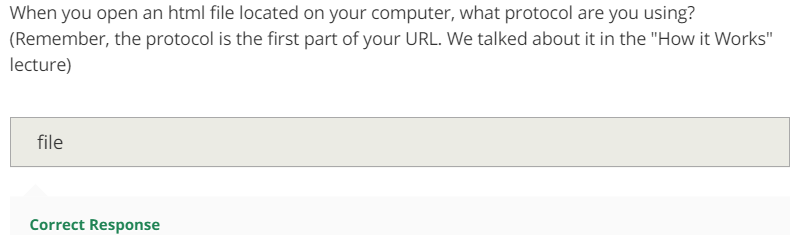 When you open an html file located on your computer, what protocol are you using?
(Remember, the protocol is the first part of your URL. We talked about it in the "How it Works"
lecture)
file
Correct Response